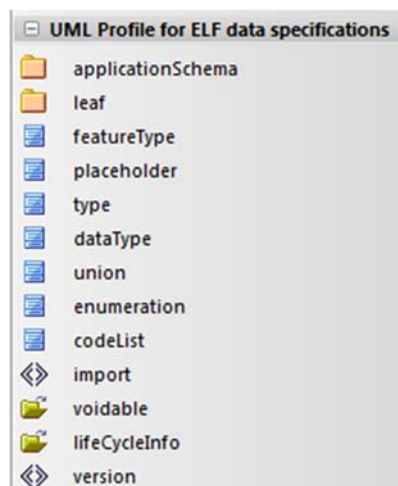 UML Profile for ELF data specifications
applicationSchema
leaf
featureType
placeholder
type
dataType
union
enumeration
codeList
import
voidable
lifeCycleInfo
version